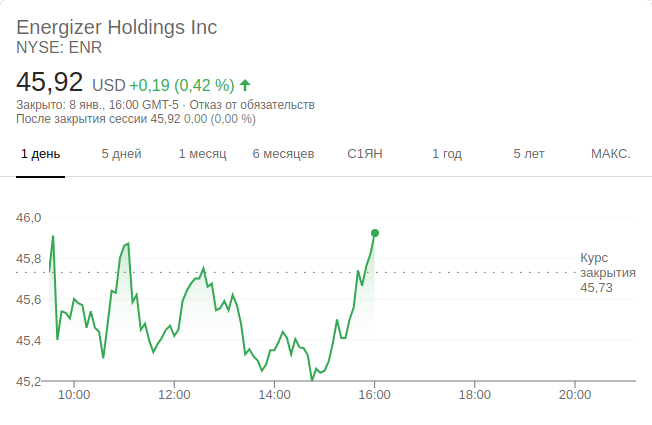 Energizer Holdings Inc
NYSE: ENR
45,92 USD +0,19 (0,42 %)
Закрыто: 8 янв., 16:00 GMT-5 · Отказ от обязательств
После закрытия сессии 45,92 0,00 (0,00 %)
1 день 5 дней 1 месяц 6 месяцев С1ЯН 1 год 5 лет МАКС.
46,0
45,8
45,6
45,4
45,2
Курс
закрытия
45,73
10:00 12:00 14:00 16:00 18:00 20:00